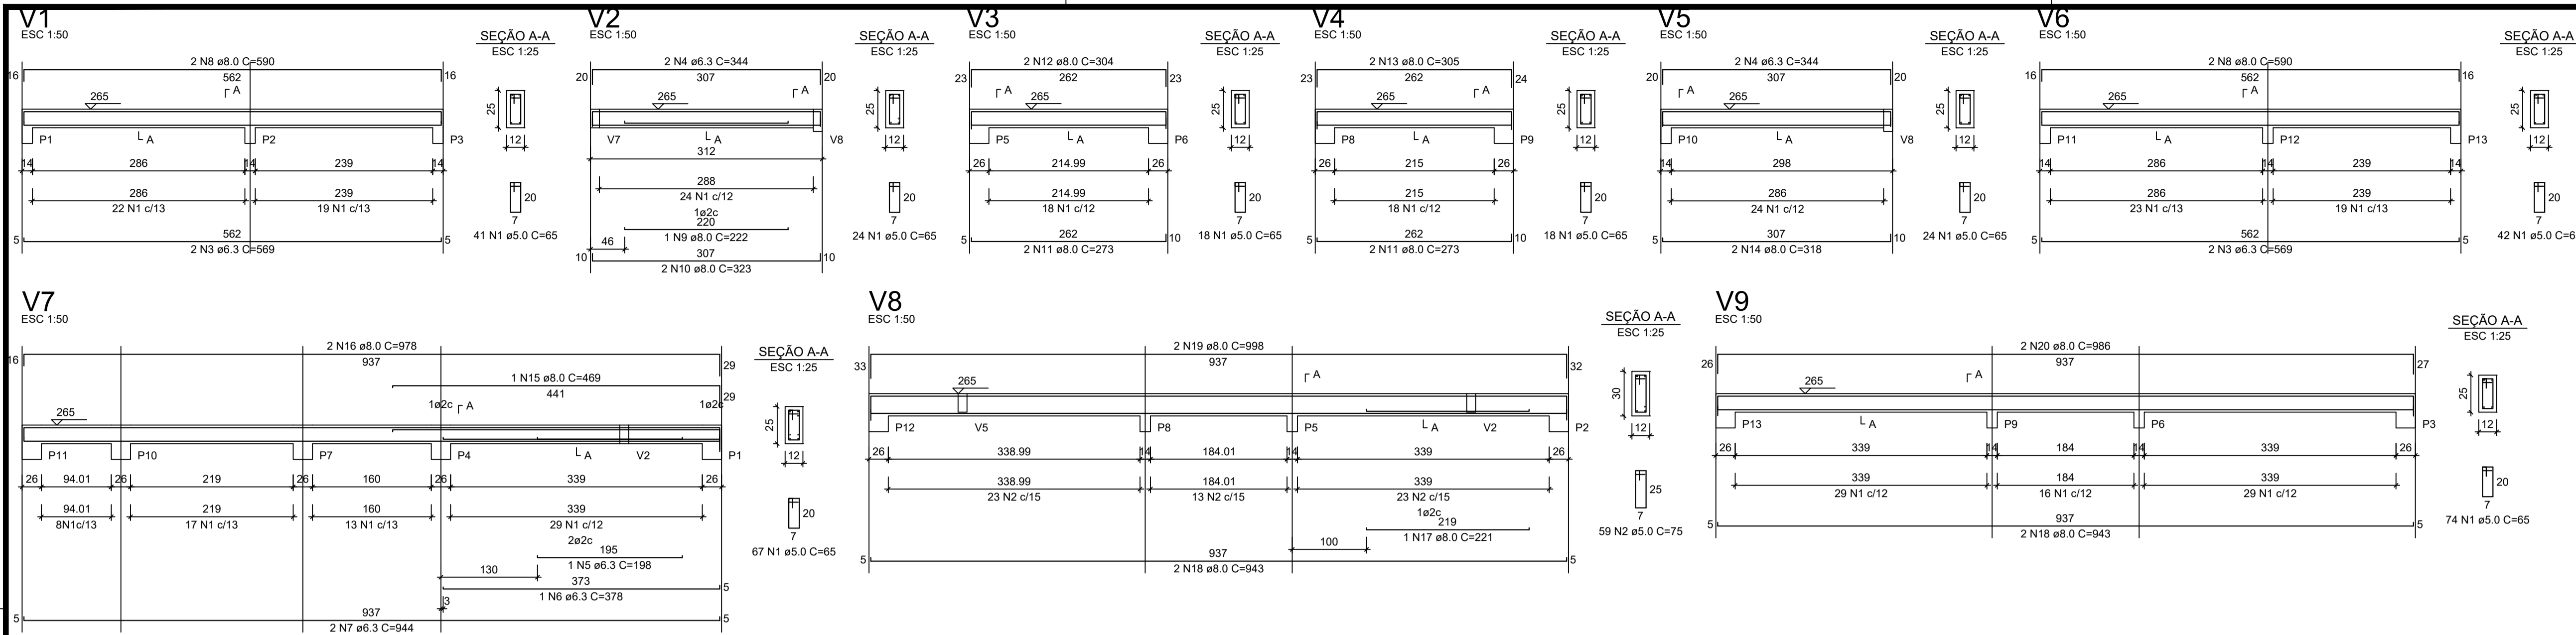 V1
ESC 1:50
SEÇÃO A-A
ESC 1:25
2 N8 ø8.0 C=590
16 562 16
A
265
25
P1 A P2 P3
12
14 286 14 239 14
286 239
22 N1 c/13 19 N1 c/13
20
7
41 N1 ø5.0 C=65
5 562 5
2 N3 ø6.3 C=569
V2
ESC 1:50
SEÇÃO A-A
ESC 1:25
2 N4 ø6.3 C=344
20 307 20
A
265
25
V7 A V8
12
312
288
24 N1 c/12
1ø2c
220
1 N9 ø8.0 C=222
46
20
7
24 N1 ø5.0 C=65
10 307 10
2 N10 ø8.0 C=323
V3
ESC 1:50
SEÇÃO A-A
ESC 1:25
2 N12 ø8.0 C=304
23 262 23
A
265
25
P5 A P6
12
26 214.99 26
214.99
18 N1 c/12
20
7
18 N1 ø5.0 C=65
5 262 10
2 N11 ø8.0 C=273
V4
ESC 1:50
SEÇÃO A-A
ESC 1:25
2 N13 ø8.0 C=305
23 262 24
A
265
25
P8 A P9
12
26 215 26
215
18 N1 c/12
20
7
18 N1 ø5.0 C=65
5 262 10
2 N11 ø8.0 C=273
V5
ESC 1:50
SEÇÃO A-A
ESC 1:25
2 N4 ø6.3 C=344
20 307 20
A
265
25
P10 A V8
12
14 298
286
24 N1 c/12
20
7
24 N1 ø5.0 C=65
5 307 10
2 N14 ø8.0 C=318
V6
ESC 1:50
SEÇÃO A-A
ESC 1:25
2 N8 ø8.0 C=590
16 562 16
A
265
25
P11 A P12 P13
12
14 286 14 239 14
286 239
23 N1 c/13 19 N1 c/13
20
7
42 N1 ø5.0 C=6
5 562 5
2 N3 ø6.3 C=569
V7
ESC 1:50
SEÇÃO A-A
ESC 1:25
2 N16 ø8.0 C=978
16 937 29
1 N15 ø8.0 C=469
441 29
1ø2c A 1ø2c
265
25
P11 P10 P7 P4 A V2 P1
12
26 94.01 26 219 26 160 26 339 26
94.01 219 160 339
8N1c/13 17 N1 c/13 13 N1 c/13 29 N1 c/12
20
7
67 N1 ø5.0 C=65
2ø2c
195
1 N5 ø6.3 C=198
130
373 5
1 N6 ø6.3 C=378
3
5 937 5
2 N7 ø6.3 C=944
V8
ESC 1:50
SEÇÃO A-A
ESC 1:25
2 N19 ø8.0 C=998
33 937 32
A
265
30
P12 V5 P8 P5 A V2 P2
12
26 338.99 14 184.01 14 339 26
338.99 184.01 339
23 N2 c/15 13 N2 c/15 23 N2 c/15
1ø2c
219
1 N17 ø8.0 C=221
100
25
7
59 N2 ø5.0 C=75
5 937 5
2 N18 ø8.0 C=943
V9
ESC 1:50
SEÇÃO A-A
ESC 1:25
2 N20 ø8.0 C=986
26 937 27
A
265
25
P13 A P9 P6 P3
12
26 339 14 184 14 339 26
339 184 339
29 N1 c/12 16 N1 c/12 29 N1 c/12
20
7
74 N1 ø5.0 C=65
5 937 5
2 N18 ø8.0 C=943